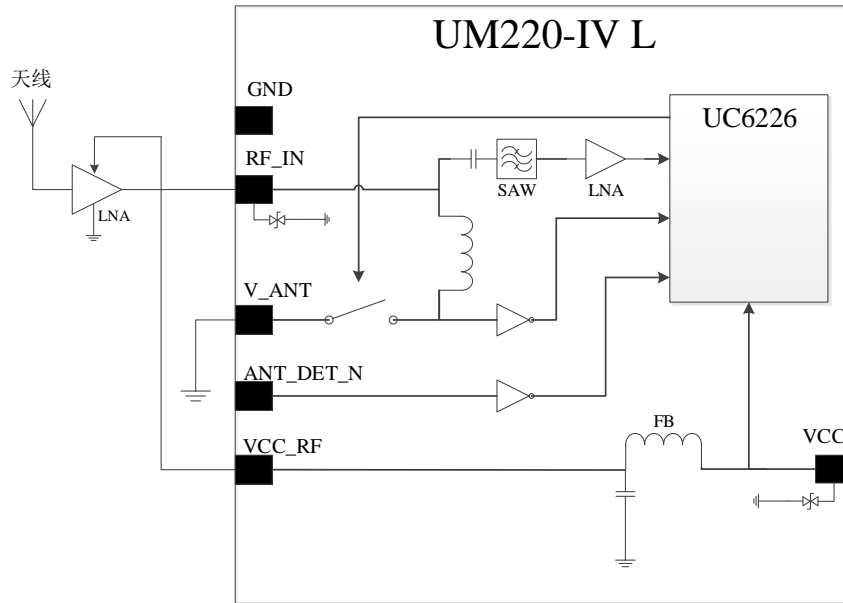 UM220-IV L
天线
GND
UC6226
RF_IN
SAW
LNA
LNA
V_ANT
ANT_DET_N
FB
VCC_RF
VCC